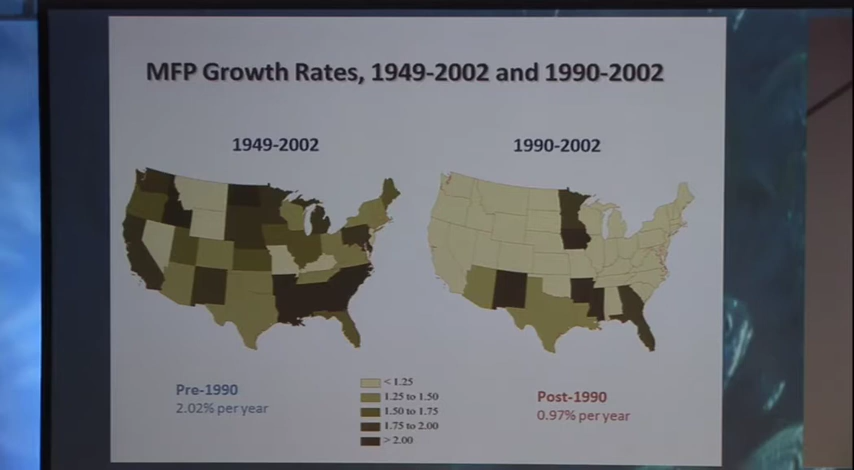 MFP Growth Rates, 1949-2002 and 1990-2002
1949-2002
1990-2002
Pre-1990
2.02% per year
< 1.25
1.25 to 1.50
1.50 to 1.75
1.75 to 2.00
> 2.00
Post-1990
0.97% per year